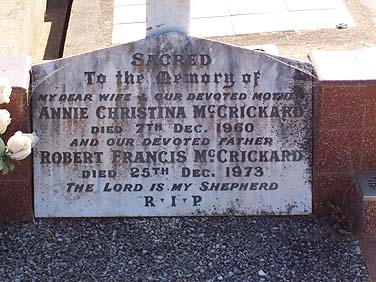 SACRED
To the Memory of
MY DEAR WIFE & OUR DEVOTED MOTHER
ANNIE CHRISTINA McCRICKARD
DIED 7TH DEC. 1960
AND OUR DEVOTED FATHER
ROBERT FRANCIS McCRICKARD
DIED 25TH DEC. 1973
THE LORD IS MY SHEPHERD
R · I · P